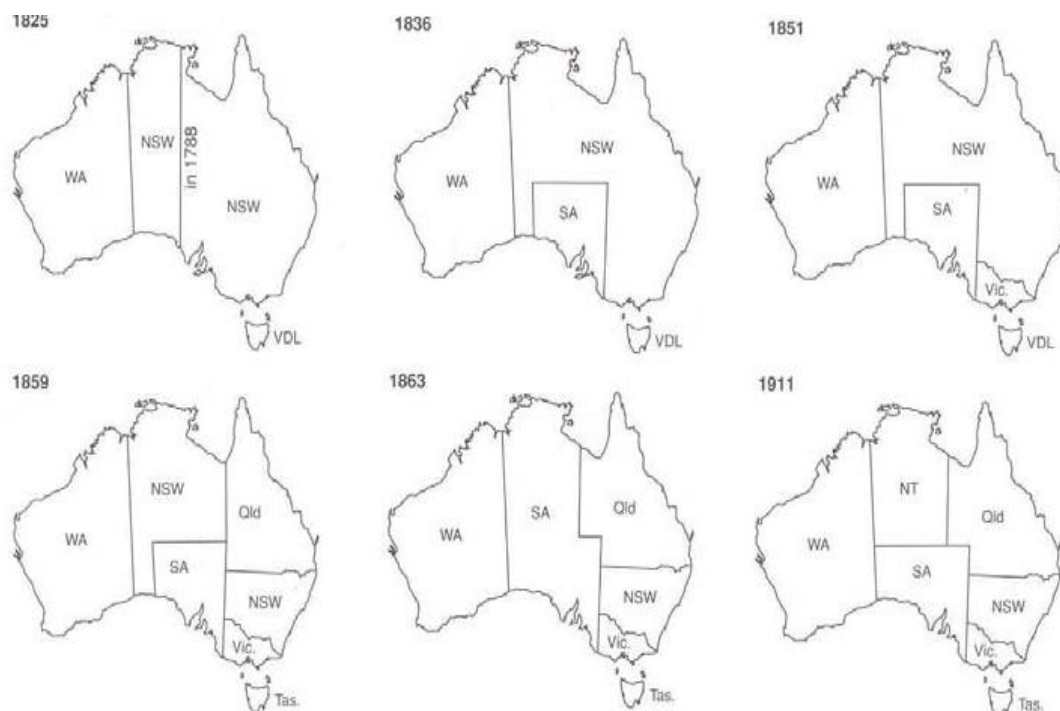 1825
NSW
in 1788
WA
NSW
VDL
1836
NSW
WA
SA
VDL
1851
NSW
WA
SA
Vic.
VDL
1859
NSW
Qld
WA
SA
NSW
Vic.
Tas.
1863
Qld
WA
SA
NSW
Vic.
Tas.
1911
NT
Qld
WA
SA
NSW
Vic.
Tas.